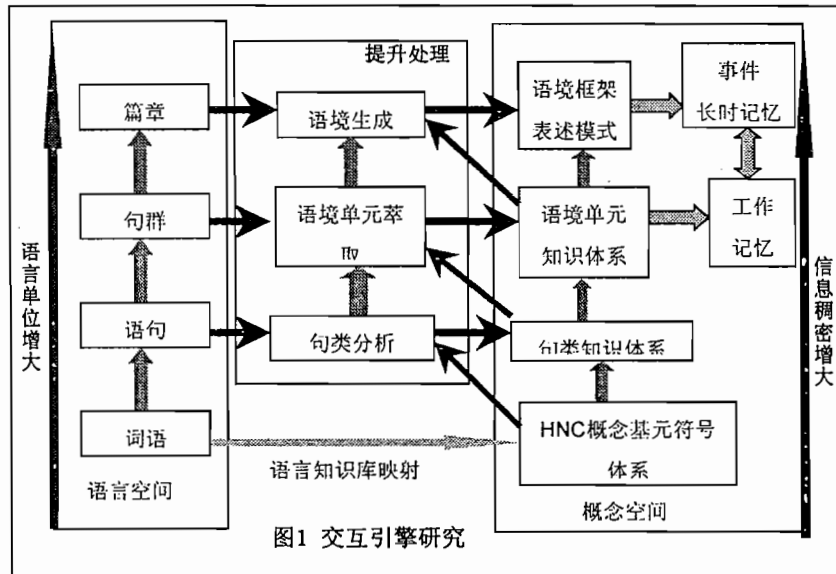 提升处理
篇章
句群
语句
词语
语言空间
语言单位增大
语境生成
语境单元萃
句类分析
语言知识库映射
语境框架
表述模式
语境单元
知识体系
句类知识体系
HNC概念基元符号
体系
概念空间
事件
长时记忆
工作
记忆
信息稠密增大
图1 交互引擎研究